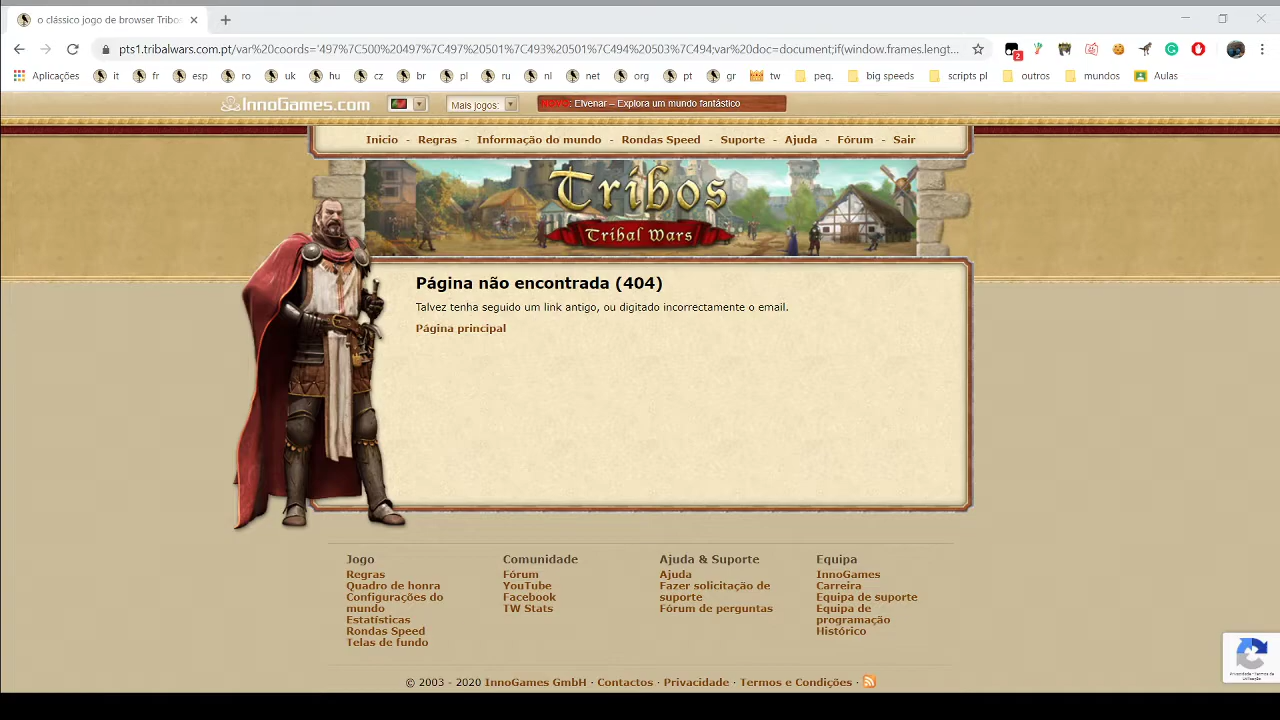 o clássico jogo de browser Tribo
pts1.tribalwars.com.pt/var%20coords='497%7C500%20497%7C497%20501%7C493%20501%7C494%20503%7C494;var%20doc=document;if(window.frames.lengt...
2
Aplicações it fr esp ro uk hu cz br pl ru nl net org pt gr tw peq. big speeds scripts pl outros mundos Aulas
InnoGames.com Mais jogos: NOVO: Elvenar – Explora um mundo fantástico
Inicio - Regras - Informação do mundo - Rondas Speed - Suporte - Ajuda - Fórum - Sair
Tribos
Tribal Wars
Página não encontrada (404)
Talvez tenha seguido um link antigo, ou digitado incorrectamente o email.
Página principal
Jogo
Regras
Quadro de honra
Configurações do
mundo
Estatísticas
Rondas Speed
Telas de fundo
Comunidade
Fórum
YouTube
Facebook
TW Stats
Ajuda & Suporte
Ajuda
Fazer solicitação de
suporte
Fórum de perguntas
Equipa
InnoGames
Carreira
Equipa de suporte
Equipa de
programação
Histórico
© 2003 - 2020 InnoGames GmbH · Contactos · Privacidade · Termos e Condições ·